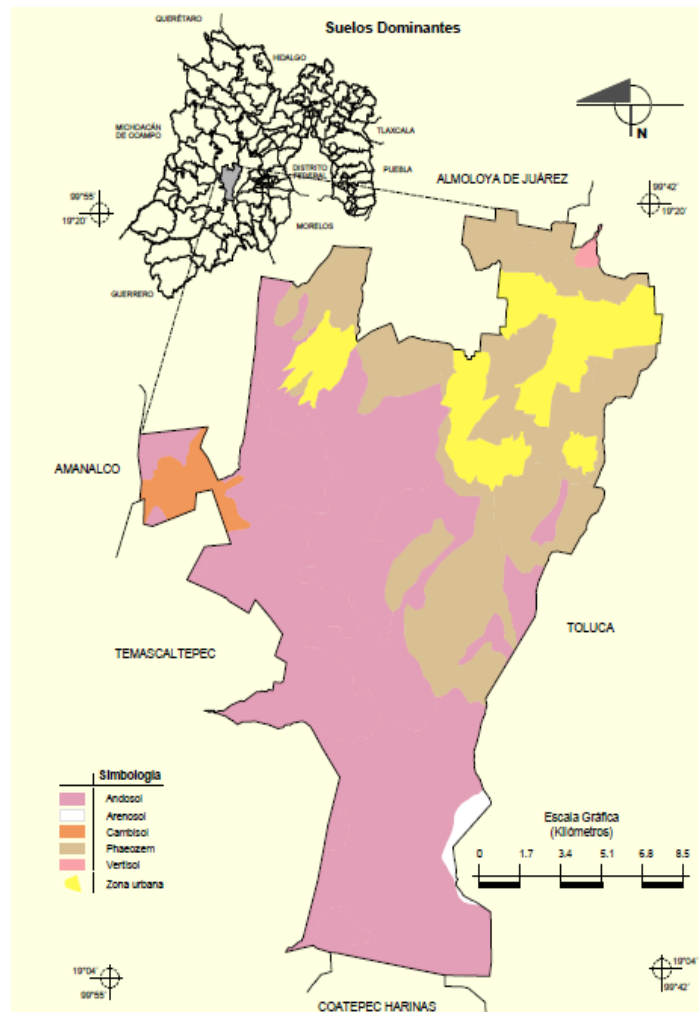 QUERÉTARO
Suelos Dominantes
HIDALGO
MICHOACÁN
DE OCAMPO
TLAXCALA
DISTRITO
FEDERAL
PUEBLA
MORELOS
GUERRERO
N
ALMOLOYA DE JUÁREZ
99°55'
19°20'
99°42'
19°20'
AMANALCO
TEMASCALTEPEC
TOLUCA
Simbología
Andosol
Arenosol
Cambisol
Phaeozem
Vertisol
Zona urbana
Escala Gráfica
(Kilómetros)
0 1.7 3.4 5.1 6.8 8.5
19°04'
99°55'
19°04'
99°42'
COATEPEC HARINAS